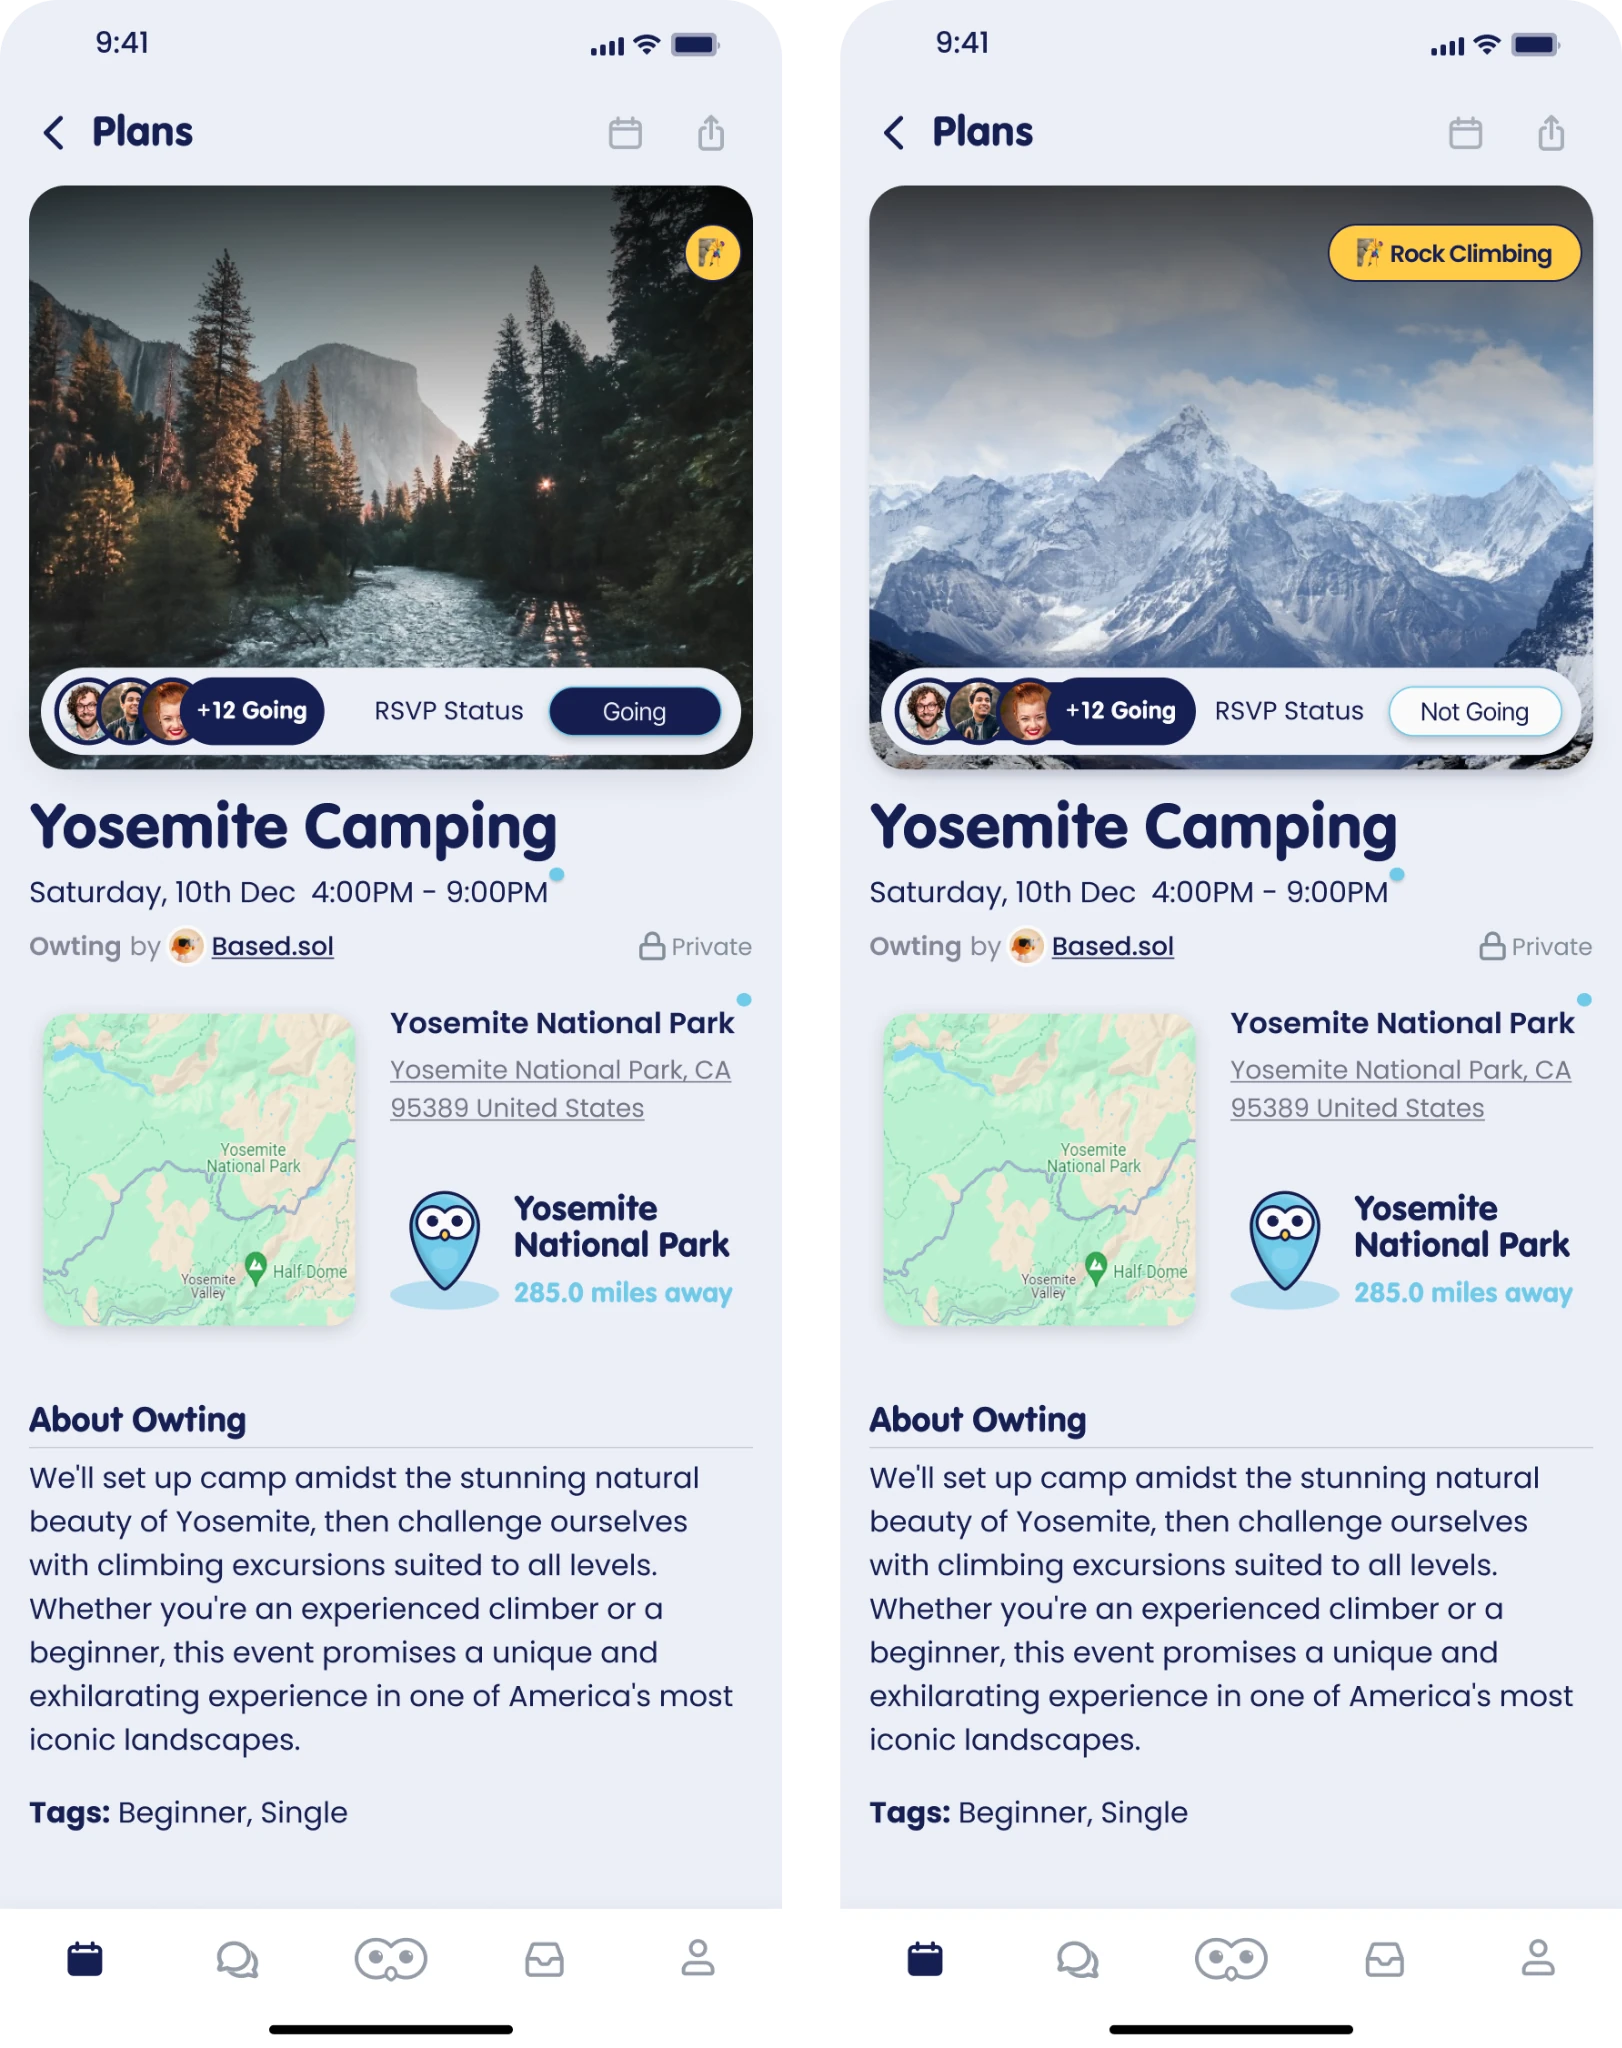 9:41
Plans
+12 Going
RSVP Status
Going
Yosemite Camping
Saturday, 10th Dec  4:00PM - 9:00PM
Owting by Based.sol
Private
Yosemite National Park
Yosemite National Park, CA
95389 United States
Yosemite
National Park
Half Dome
Yosemite
Valley
Yosemite
National Park
285.0 miles away
About Owting
We'll set up camp amidst the stunning natural
beauty of Yosemite, then challenge ourselves
with climbing excursions suited to all levels.
Whether you're an experienced climber or a
beginner, this event promises a unique and
exhilarating experience in one of America's most
iconic landscapes.
Tags: Beginner, Single
9:41
Plans
Rock Climbing
+12 Going
RSVP Status
Not Going
Yosemite Camping
Saturday, 10th Dec  4:00PM - 9:00PM
Owting by Based.sol
Private
Yosemite National Park
Yosemite National Park, CA
95389 United States
Yosemite
National Park
Half Dome
Yosemite
Valley
Yosemite
National Park
285.0 miles away
About Owting
We'll set up camp amidst the stunning natural
beauty of Yosemite, then challenge ourselves
with climbing excursions suited to all levels.
Whether you're an experienced climber or a
beginner, this event promises a unique and
exhilarating experience in one of America's most
iconic landscapes.
Tags: Beginner, Single